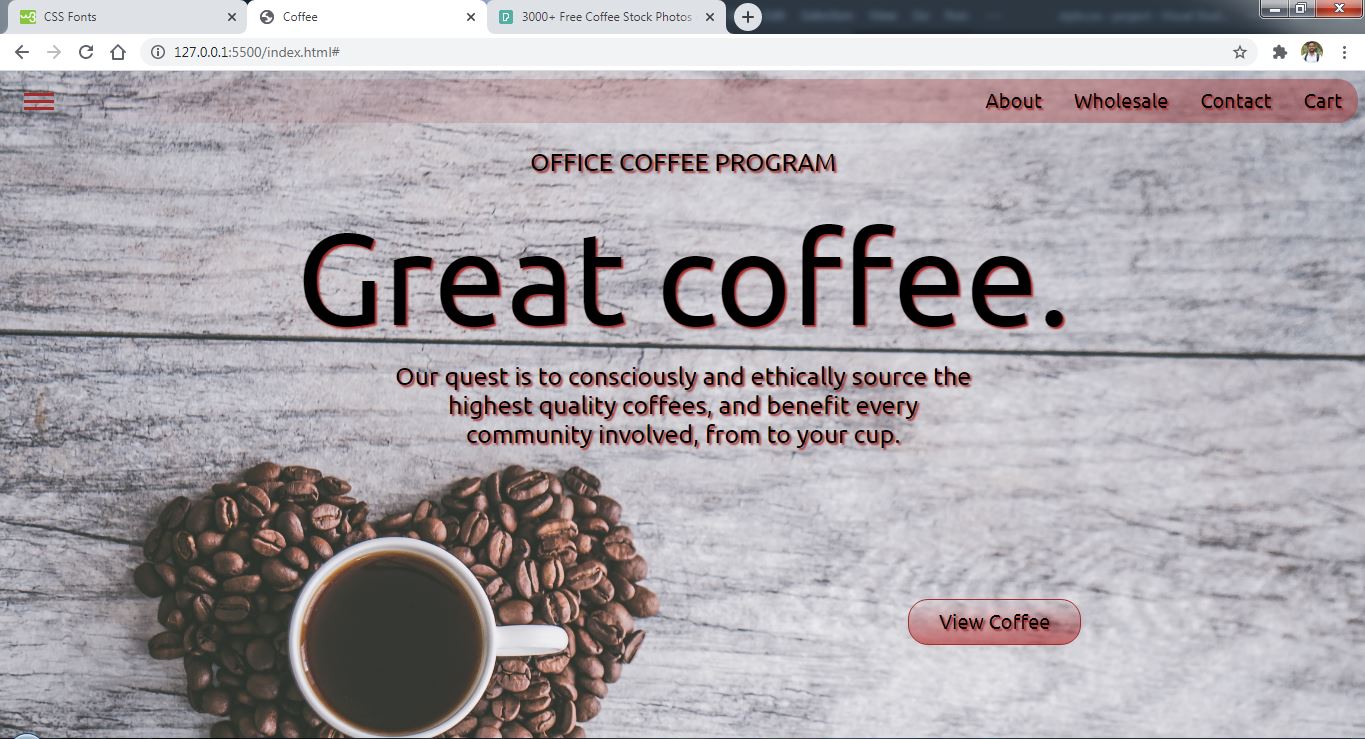 CSS Fonts
Coffee
3000+ Free Coffee Stock Photos
127.0.0.1:5500/index.html#
About Wholesale Contact Cart
OFFICE COFFEE PROGRAM
Great coffee.
Our quest is to consciously and ethically source the
highest quality coffees, and benefit every
community involved, from to your cup.
View Coffee